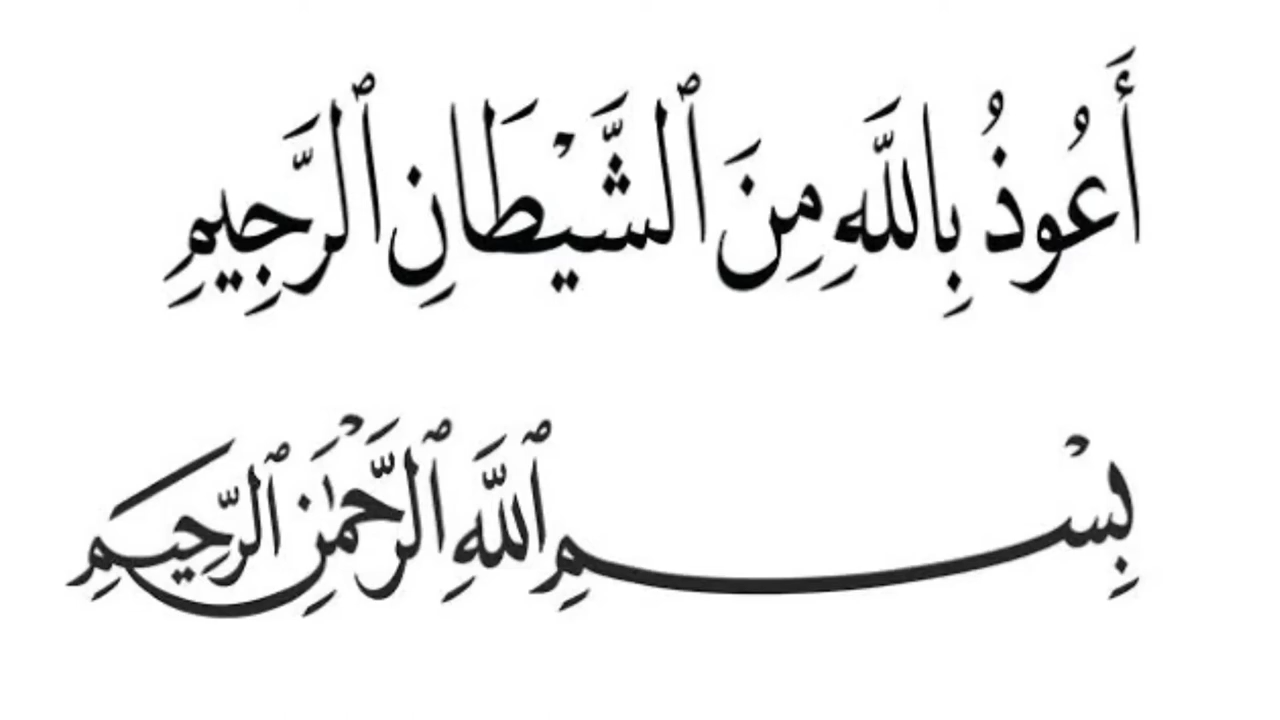 أَعُوذُ بِاللَّهِ مِنَ ٱلشَّيْطَانِ ٱلرَّجِيمِ
بِسْمِ ٱللَّهِ ٱلرَّحْمَٰنِ ٱلرَّحِيمِ